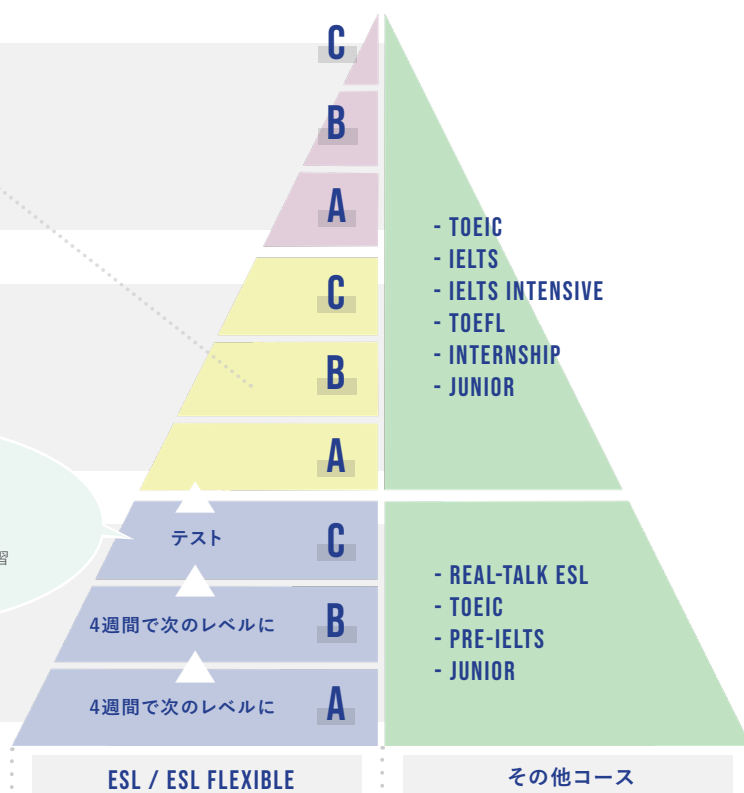 C
B
A
C
B
A
テスト
C
4週間で次のレベルに
B
4週間で次のレベルに
A
習
- TOEIC
- IELTS
- IELTS INTENSIVE
- TOEFL
- INTERNSHIP
- JUNIOR
- REAL-TALK ESL
- TOEIC
- PRE-IELTS
- JUNIOR
ESL / ESL FLEXIBLE
その他コース